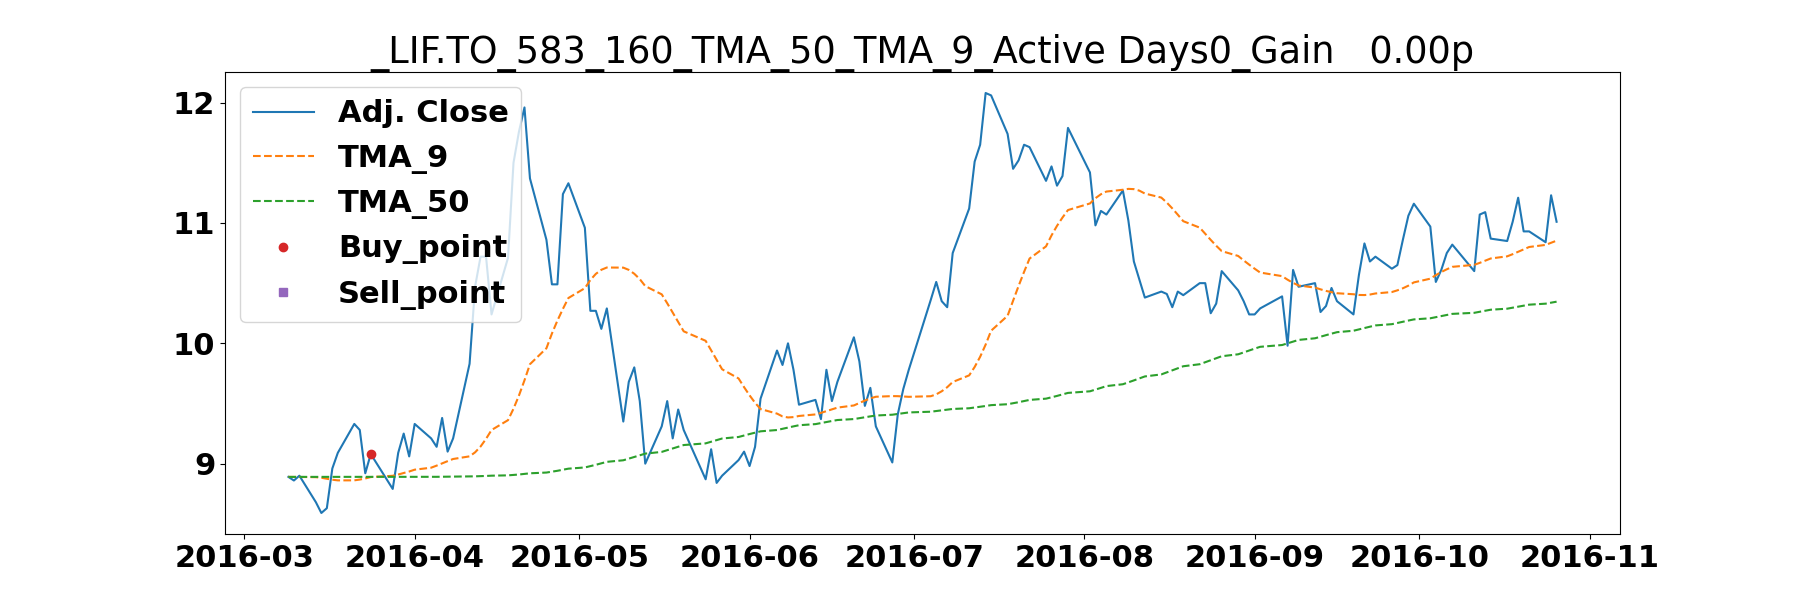 _LIF.TO_583_160_TMA_50_TMA_9_Active Days0_Gain   0.00p
12
11
10
9
Adj. Close
TMA_9
TMA_50
Buy_point
Sell_point
2016-03 2016-04 2016-05 2016-06 2016-07 2016-08 2016-09 2016-10 2016-11